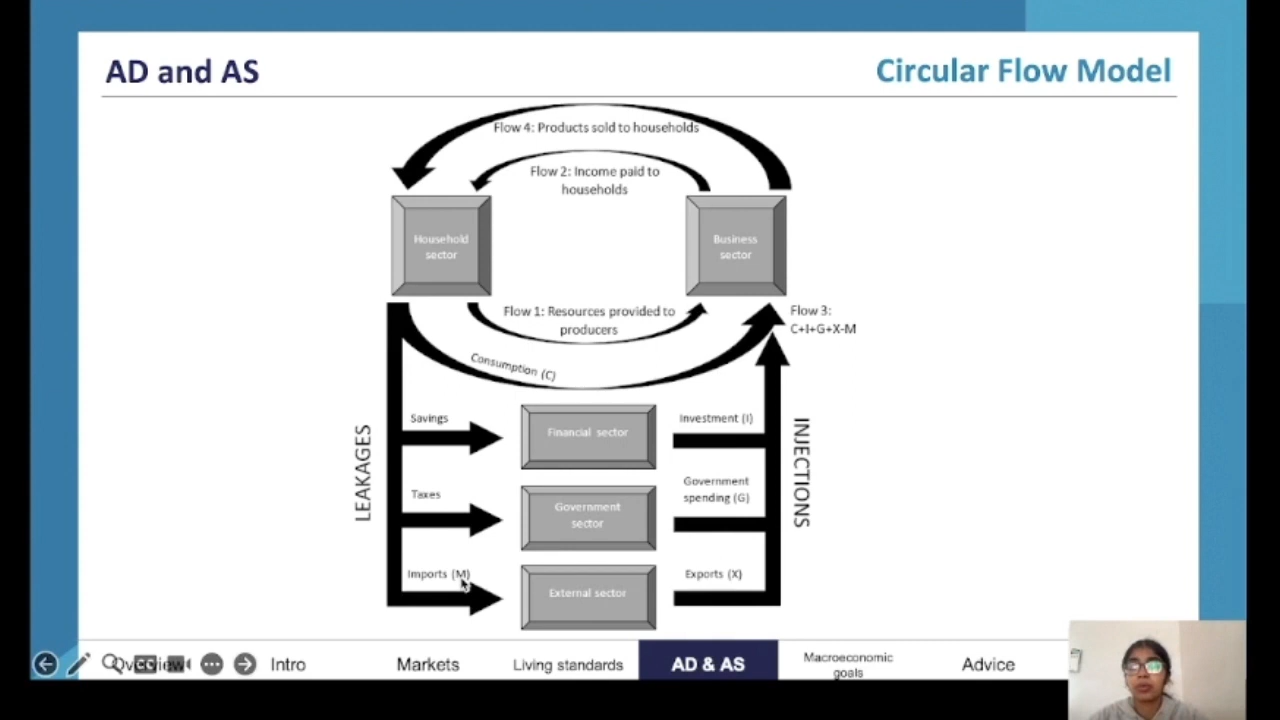 AD and AS
Circular Flow Model
Flow 4: Products sold to households
Flow 2: Income paid to
households
Household
sector
Business
sector
Flow 1: Resources provided to
producers
Flow 3:
C+I+G+X-M
Consumption (C)
LEAKAGES
Savings
Financial sector
Investment (I)
INJECTIONS
Taxes
Government
sector
Government
spending (G)
Imports (M)
External sector
Exports (X)
Overview
Intro
Markets
Living standards
AD & AS
Macroeconomic
goals
Advice